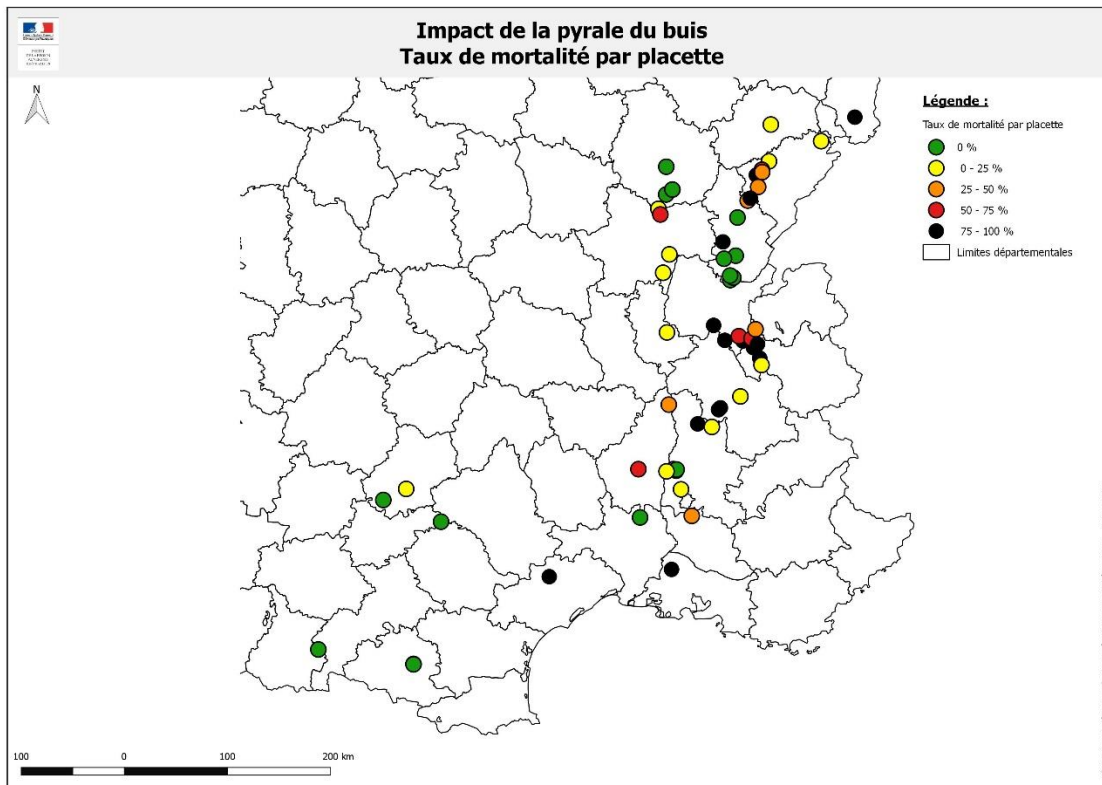 Impact de la pyrale du buis
Taux de mortalité par placette
N
Légende :
Taux de mortalité par placette
0 %
0 - 25 %
25 - 50 %
50 - 75 %
75 - 100 %
Limites départementales
100 0 100 200 km